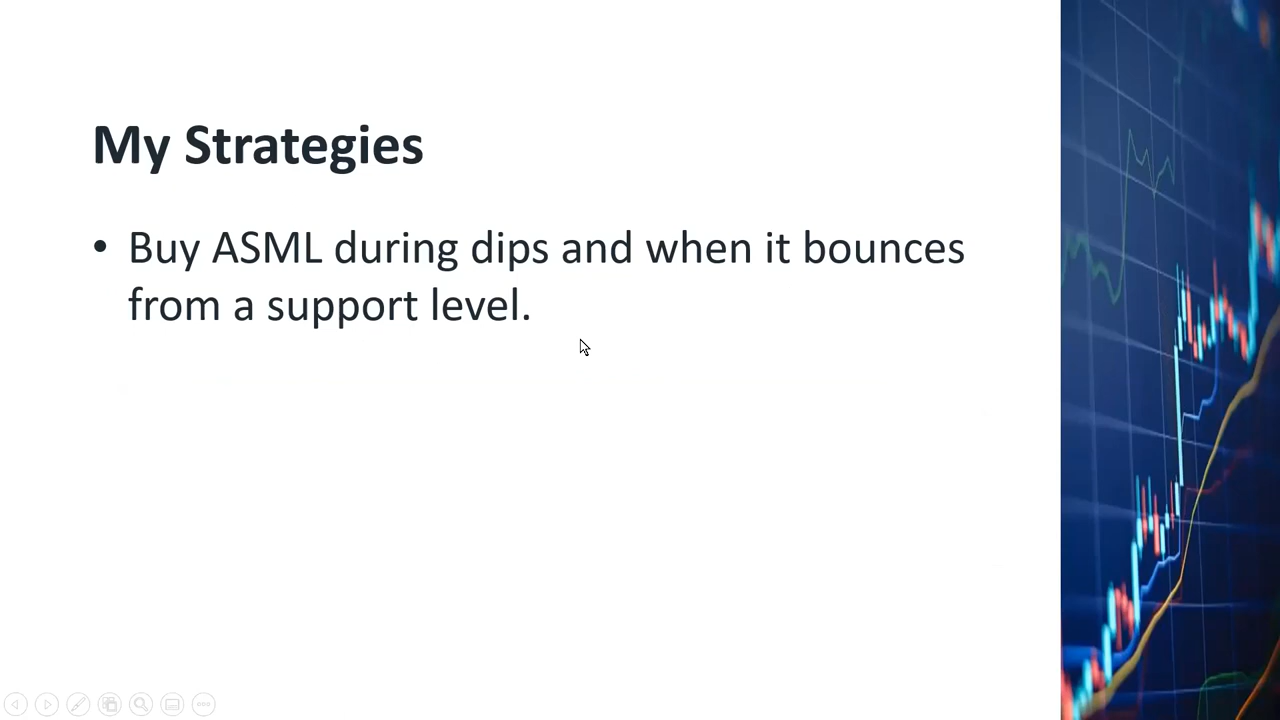 My Strategies
• Buy ASML during dips and when it bounces
from a support level.